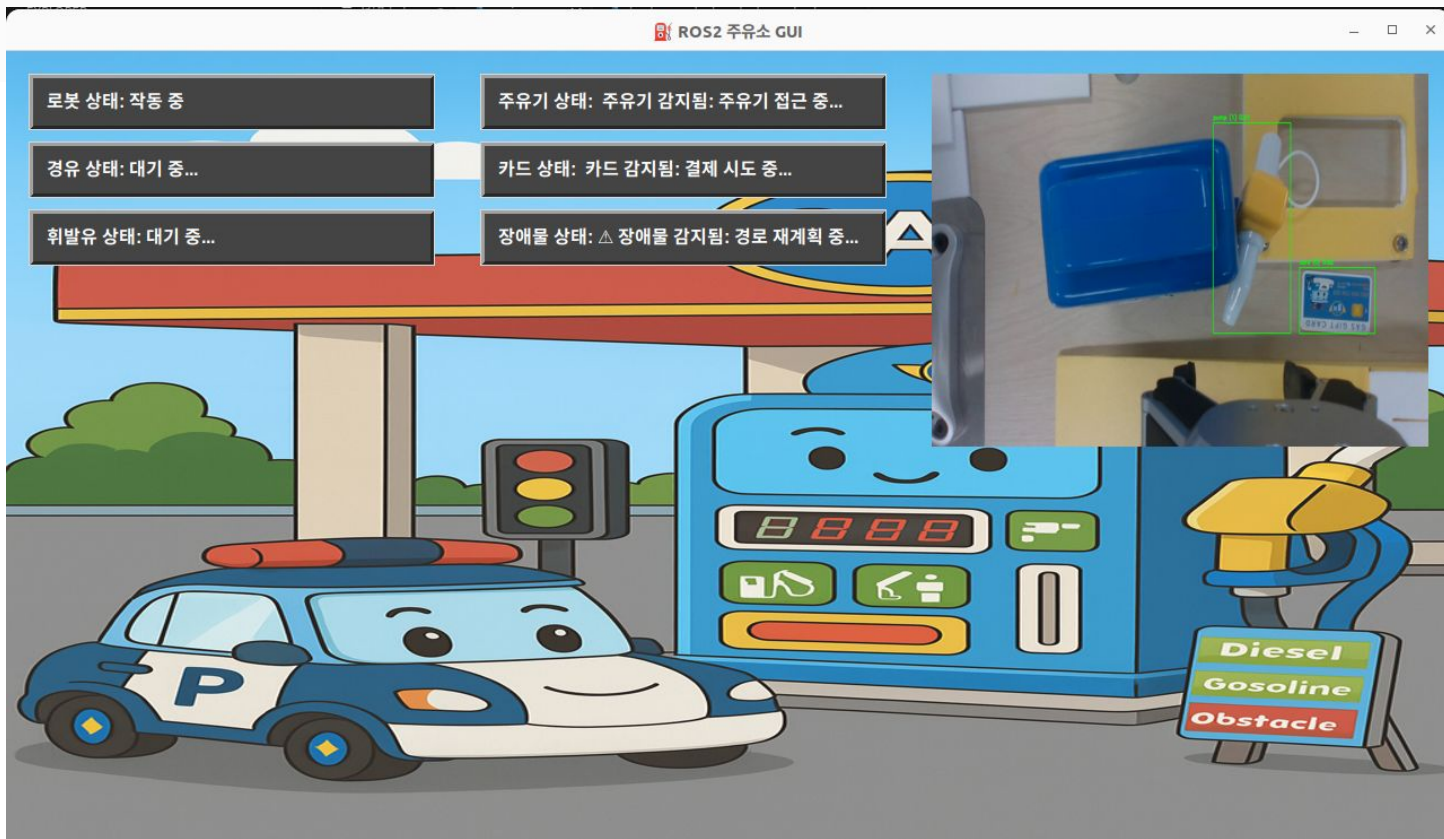 ROS2 주유소 GUI
로봇 상태: 작동 중
주유기 상태: 주유기 감지됨: 주유기 접근 중...
경유 상태: 대기 중...
카드 상태: 카드 감지됨: 결제 시도 중...
휘발유 상태: 대기 중...
장애물 상태: ⚠ 장애물 감지됨: 경로 재계획 중...
GAS GIFT CARD
8888
P
Diesel
Gosoline
Obstacle